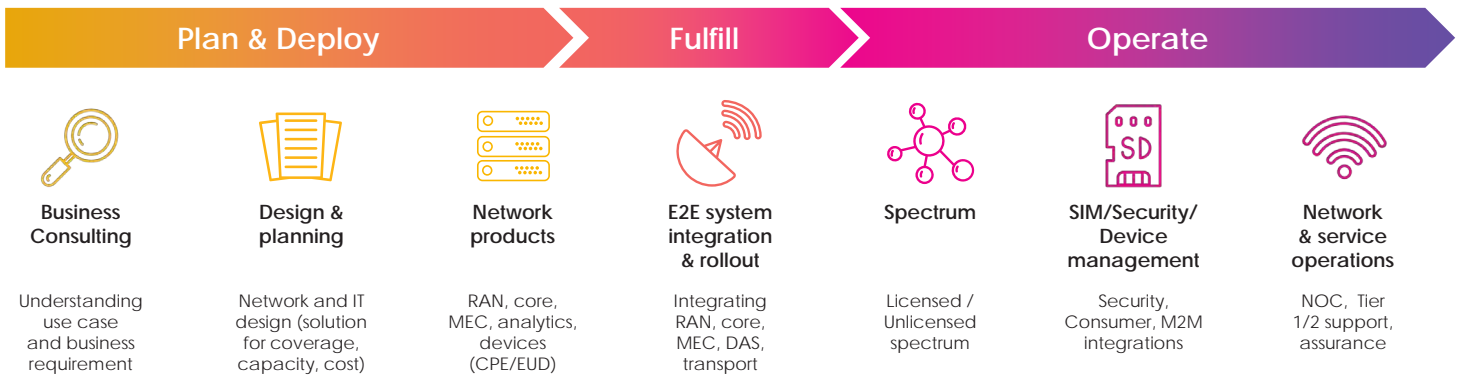 Plan & Deploy
Fulfill
Operate
SD
Business
Consulting
Design &
planning
Network
products
E2E system
integration
& rollout
Spectrum
SIM/Security/
Device
management
Network
& service
operations
Understanding
use case
and business
requirement
Network and IT
design (solution
for coverage,
capacity, cost)
RAN, core,
MEC, analytics,
devices
(CPE/EUD)
Integrating
RAN, core,
MEC, DAS,
transport
Licensed /
Unlicensed
spectrum
Security,
Consumer, M2M
integrations
NOC, Tier
1/2 support,
assurance